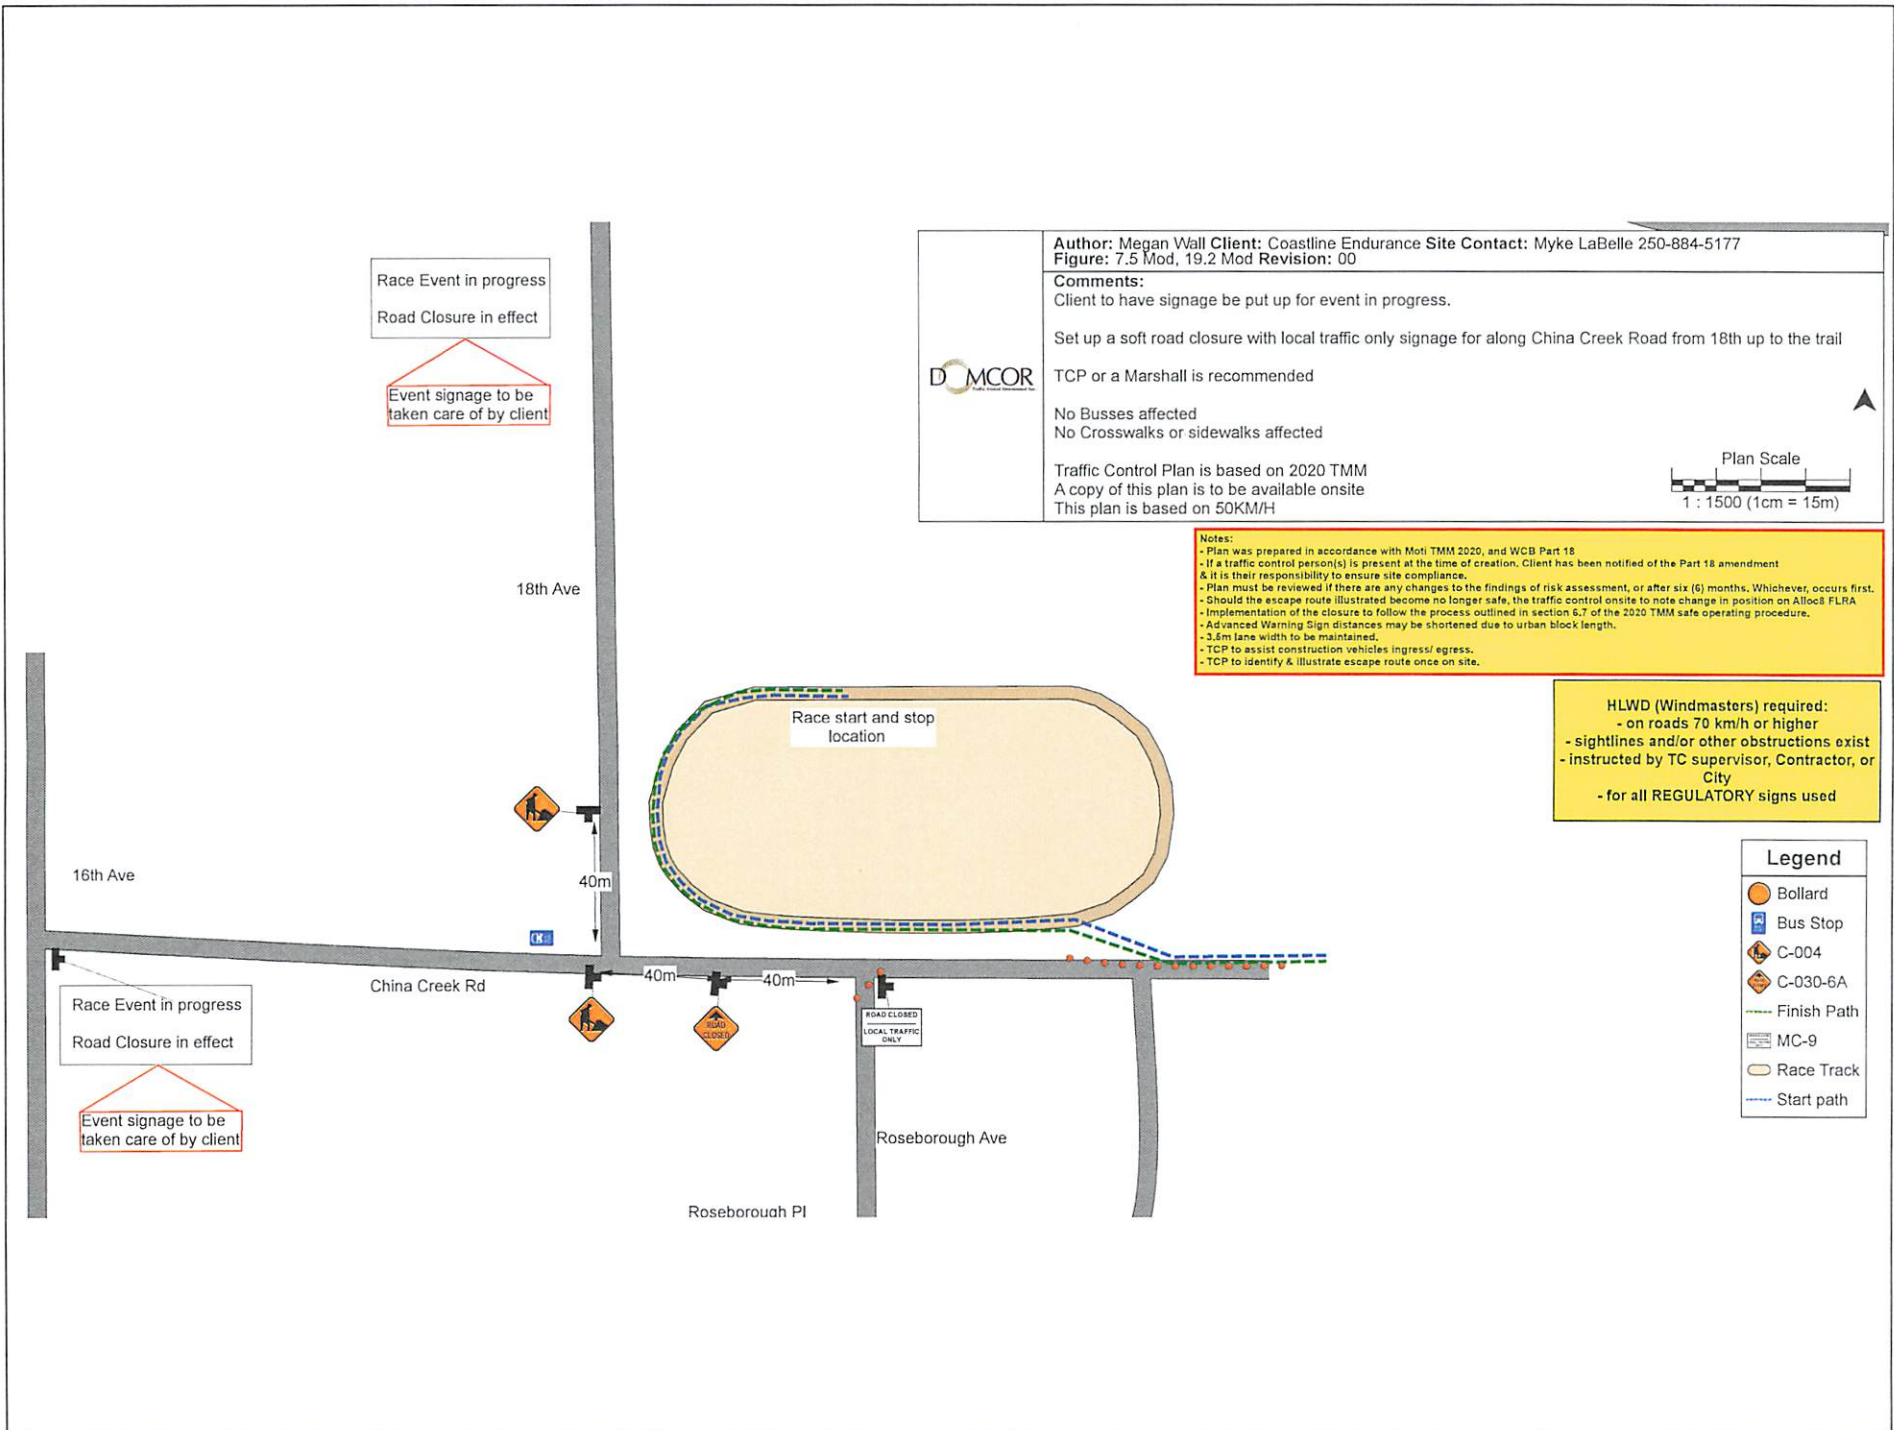 Author: Megan Wall Client: Coastline Endurance Site Contact: Myke LaBelle 250-884-5177
Figure: 7.5 Mod, 19.2 Mod Revision: 00
Comments:
Client to have signage be put up for event in progress.
Set up a soft road closure with local traffic only signage for along China Creek Road from 18th up to the trail
TCP or a Marshall is recommended
No Busses affected
No Crosswalks or sidewalks affected
Traffic Control Plan is based on 2020 TMM
A copy of this plan is to be available onsite
This plan is based on 50KM/H
DOMCOR
Plan Scale
1 : 1500 (1cm = 15m)
Race Event in progress
Road Closure in effect
Event signage to be
taken care of by client
Notes:
- Plan was prepared in accordance with Moti TMM 2020, and WCB Part 18
- If a traffic control person(s) is present at the time of creation. Client has been notified of the Part 18 amendment
& it is their responsibility to ensure site compliance.
- Plan must be reviewed if there are any changes to the findings of risk assessment, or after six (6) months. Whichever, occurs first.
- Should the escape route illustrated become no longer safe, the traffic control onsite to note change in position on Alloc8 FLRA
- Implementation of the closure to follow the process outlined in section 6.7 of the 2020 TMM safe operating procedure.
- Advanced Warning Sign distances may be shortened due to urban block length.
- 3.5m lane width to be maintained.
- TCP to assist construction vehicles ingress/ egress.
- TCP to identify & illustrate escape route once on site.
HLWD (Windmasters) required:
- on roads 70 km/h or higher
- sightlines and/or other obstructions exist
- instructed by TC supervisor, Contractor, or
City
- for all REGULATORY signs used
18th Ave
Race start and stop
location
16th Ave
40m
China Creek Rd
40m
40m
ROAD
CLOSED
ROAD CLOSED
LOCAL TRAFFIC
ONLY
Race Event in progress
Road Closure in effect
Event signage to be
taken care of by client
Roseborough Ave
Roseborough Pl
Legend
Bollard
Bus Stop
C-004
C-030-6A
Finish Path
MC-9
Race Track
Start path